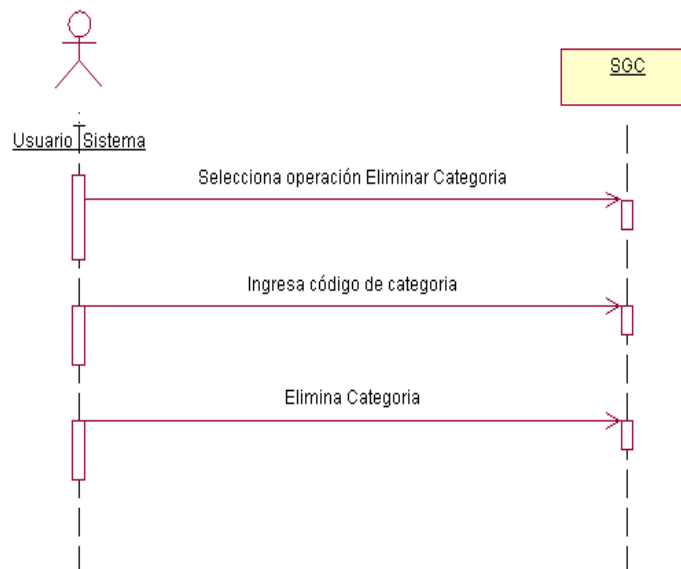 SGC
Usuario Sistema
Selecciona operación Eliminar Categoria
Ingresa código de categoria
Elimina Categoria